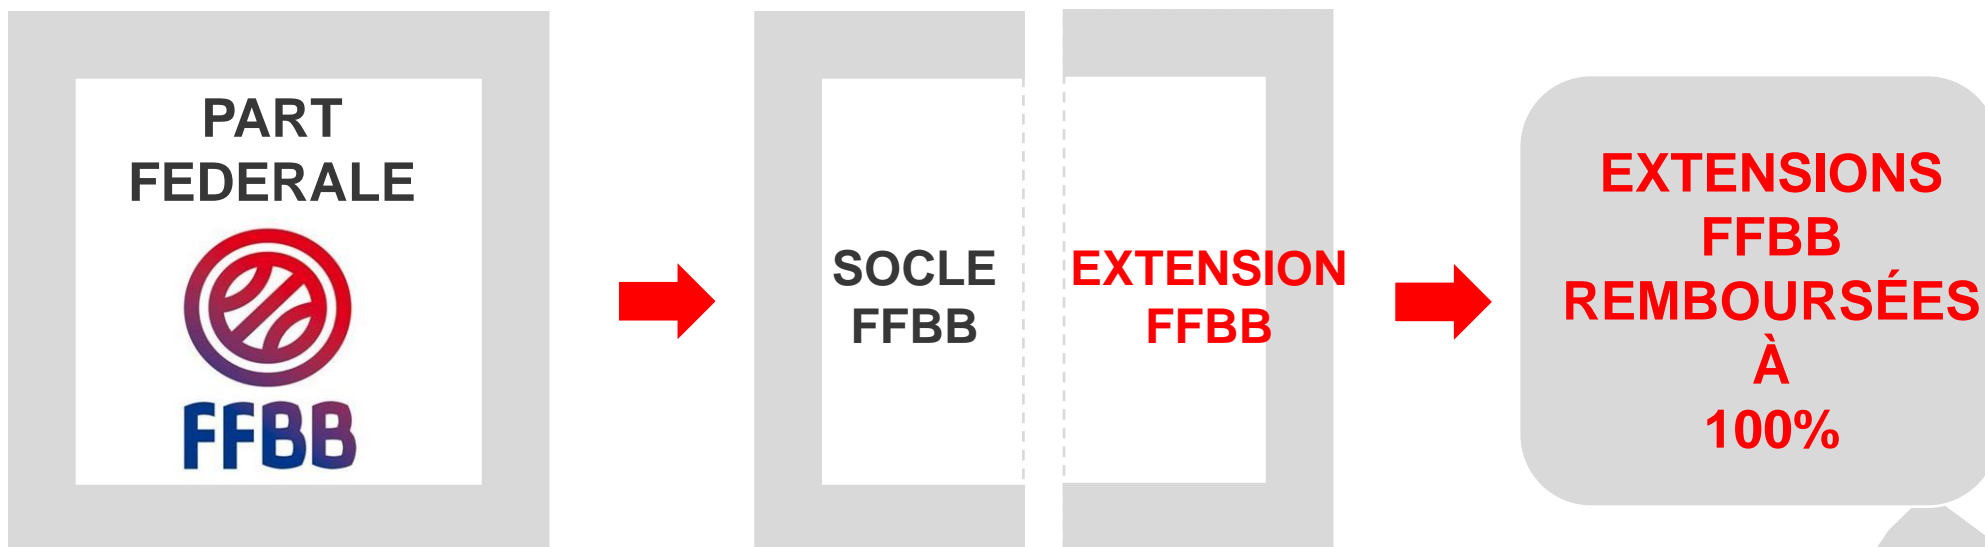 PART
FEDERALE
FFBB
SOCLE
FFBB
EXTENSION
FFBB
EXTENSIONS
FFBB
REMBOURSÉES
À
100%